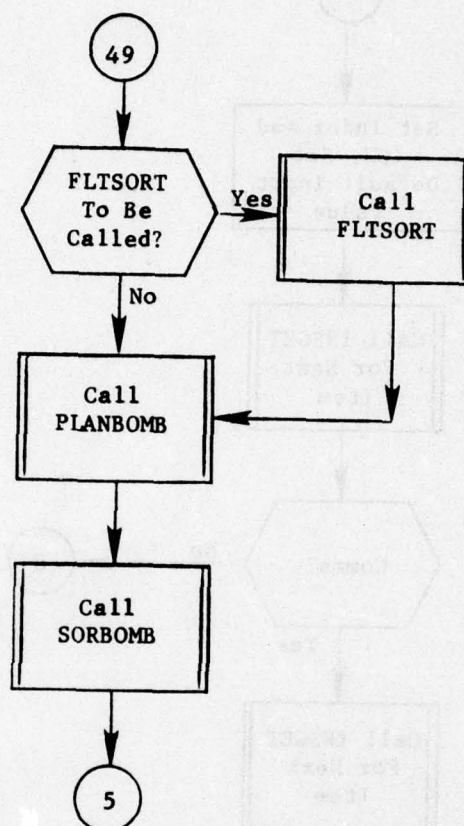 49
FLTSORT
To Be
Called?
Yes
Call
FLTSORT
No
Call
PLANBOMB
Call
SORBOMB
5